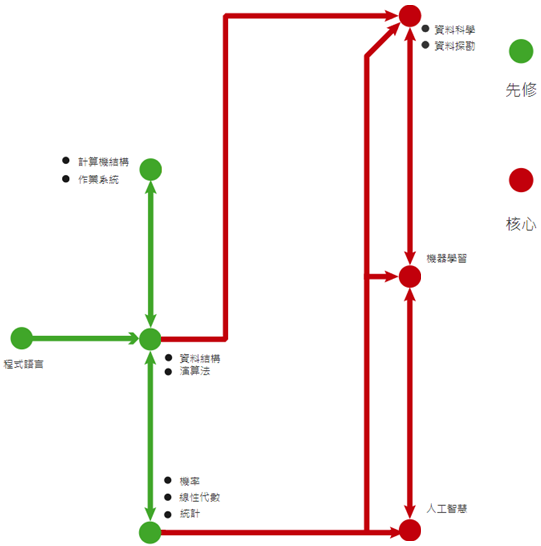 資料科學
資料探勘
先修
計算機結構
作業系統
核心
機器學習
程式語言
資料結構
演算法
機率
線性代數
統計
人工智慧